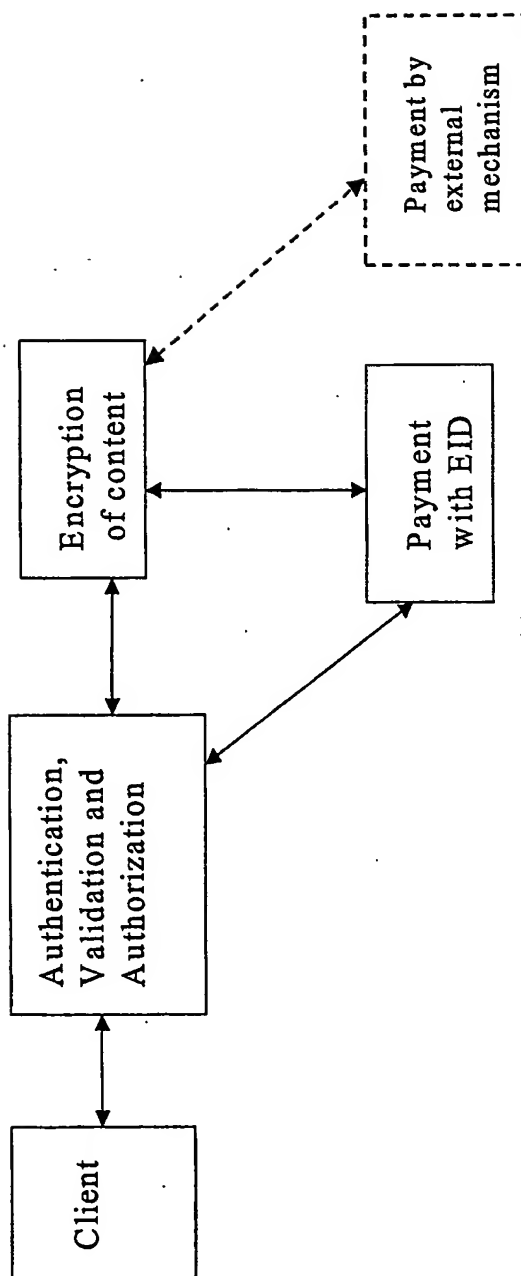 Client
Authentication,
Validation and
Authorization
Encryption
of content
Payment
with EID
Payment by
external
mechanism